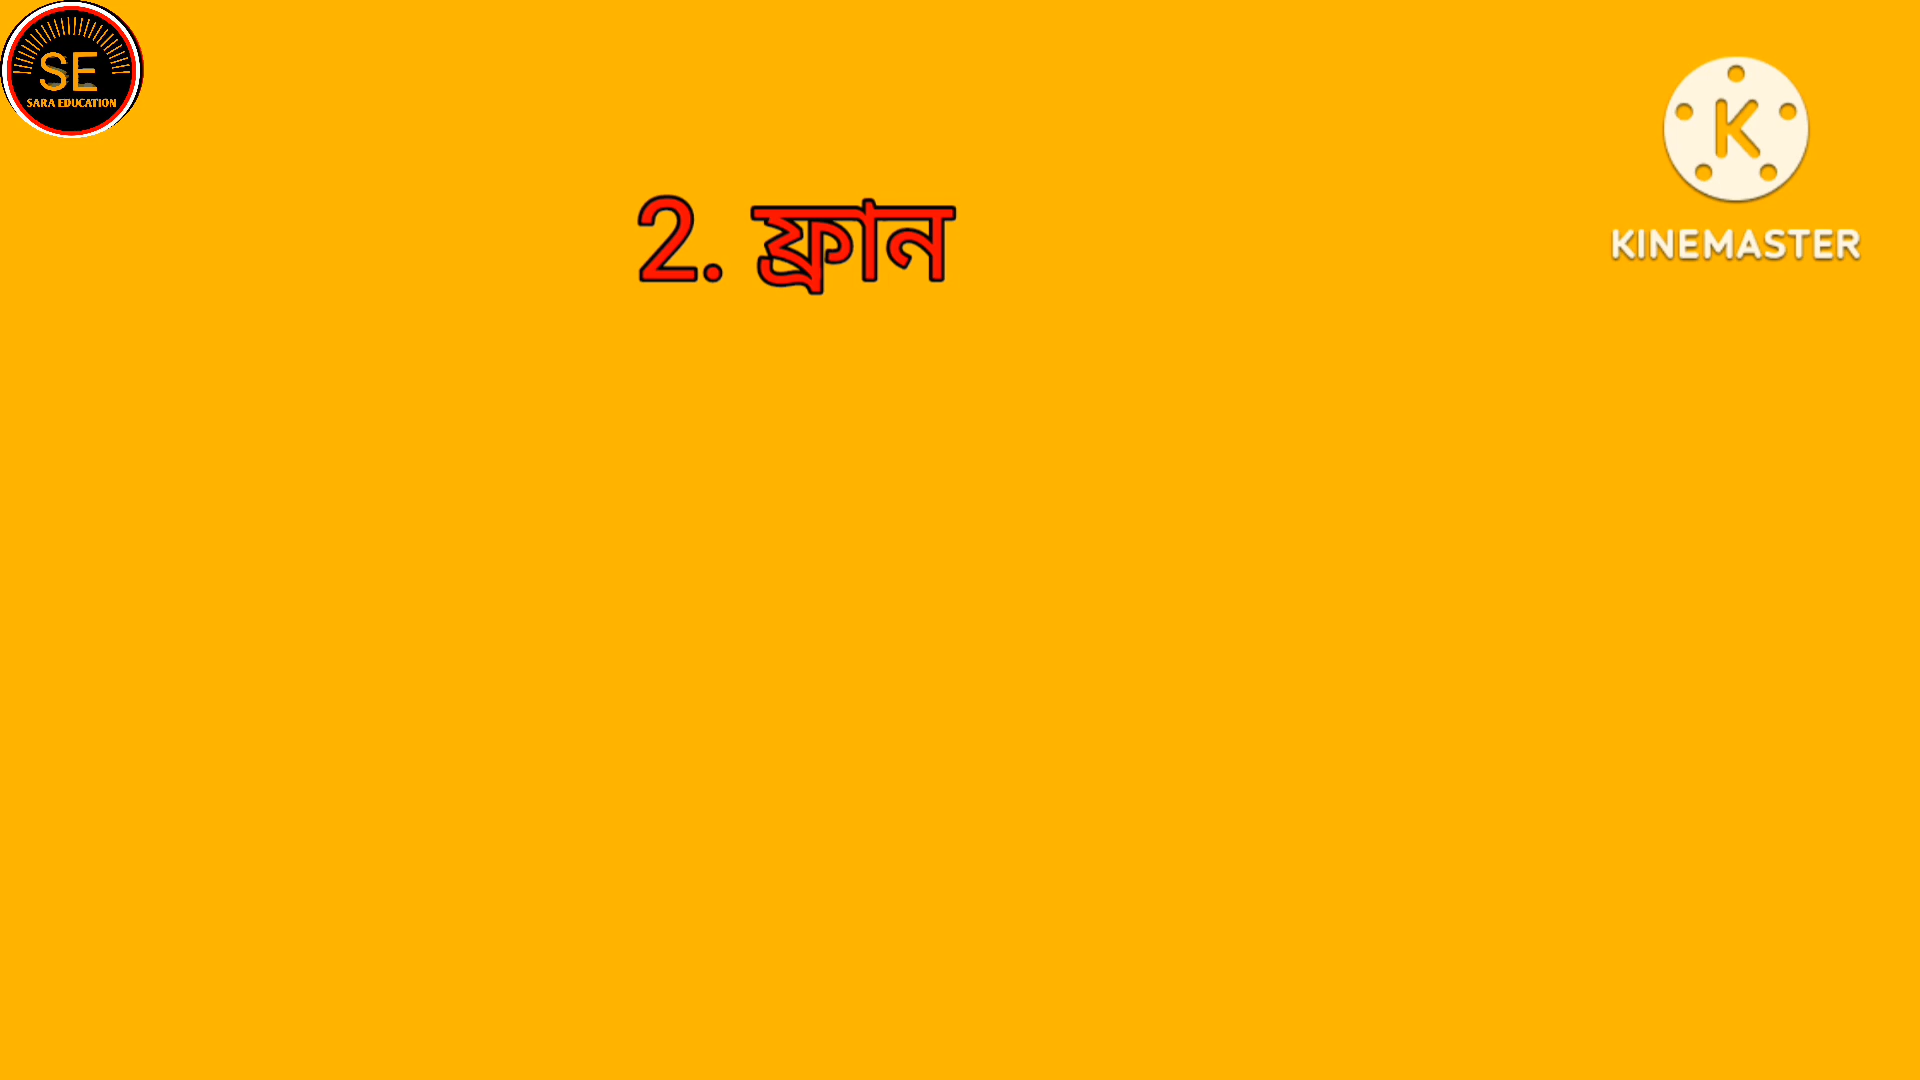 SE
SARA EDUCATION
K
KINEMASTER
2. ফ্রান